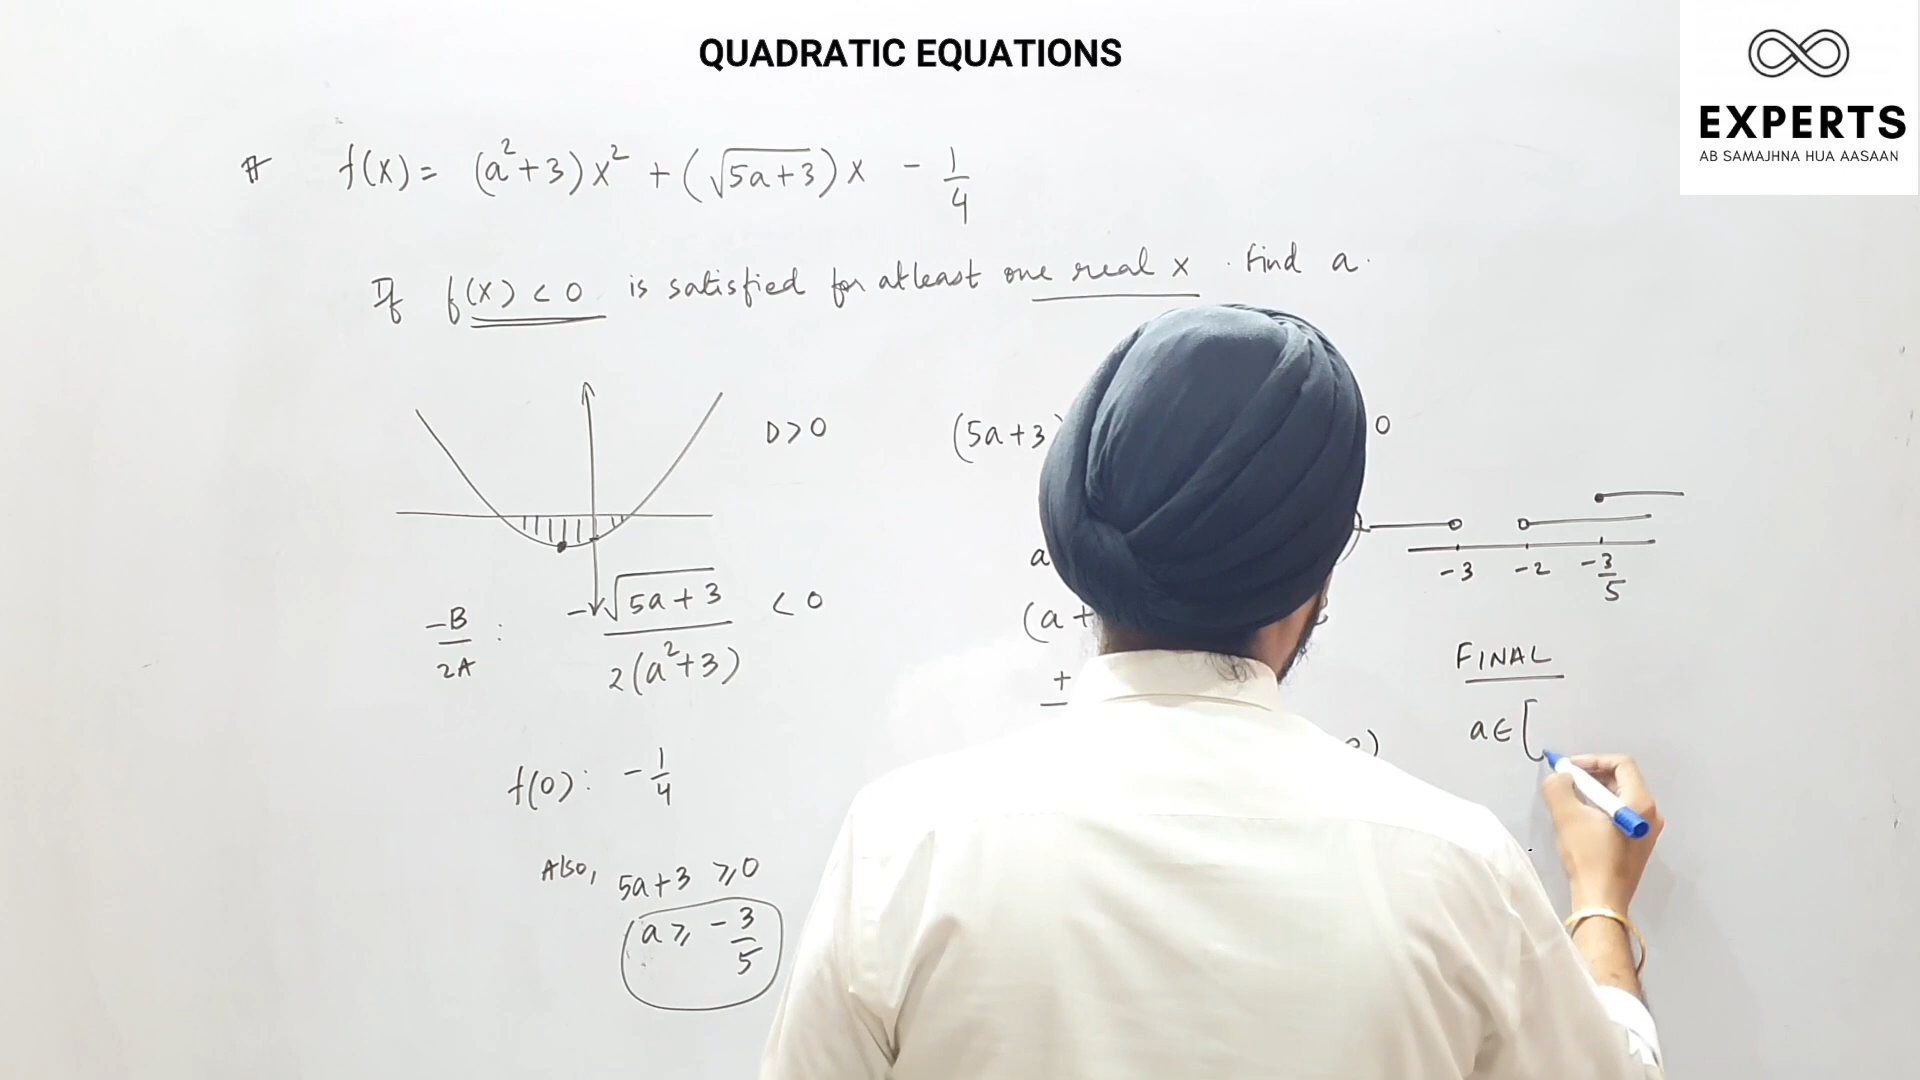 QUADRATIC EQUATIONS
EXPERTS
AB SAMAJHNA HUA AASAAN
# f(x) = (a²+3)x² + (√5a+3)x - 1/4
If f(x) < 0 is satisfied for atleast one real x . Find a.
D>0
(5a+3
0
-B/2A : -√5a+3/2(a²+3) < 0
a
(a+
+
-3 -2 -3/5
FINAL
a∈[
f(0): -1/4
Also, 5a+3 ⩾0
a⩾ -3/5